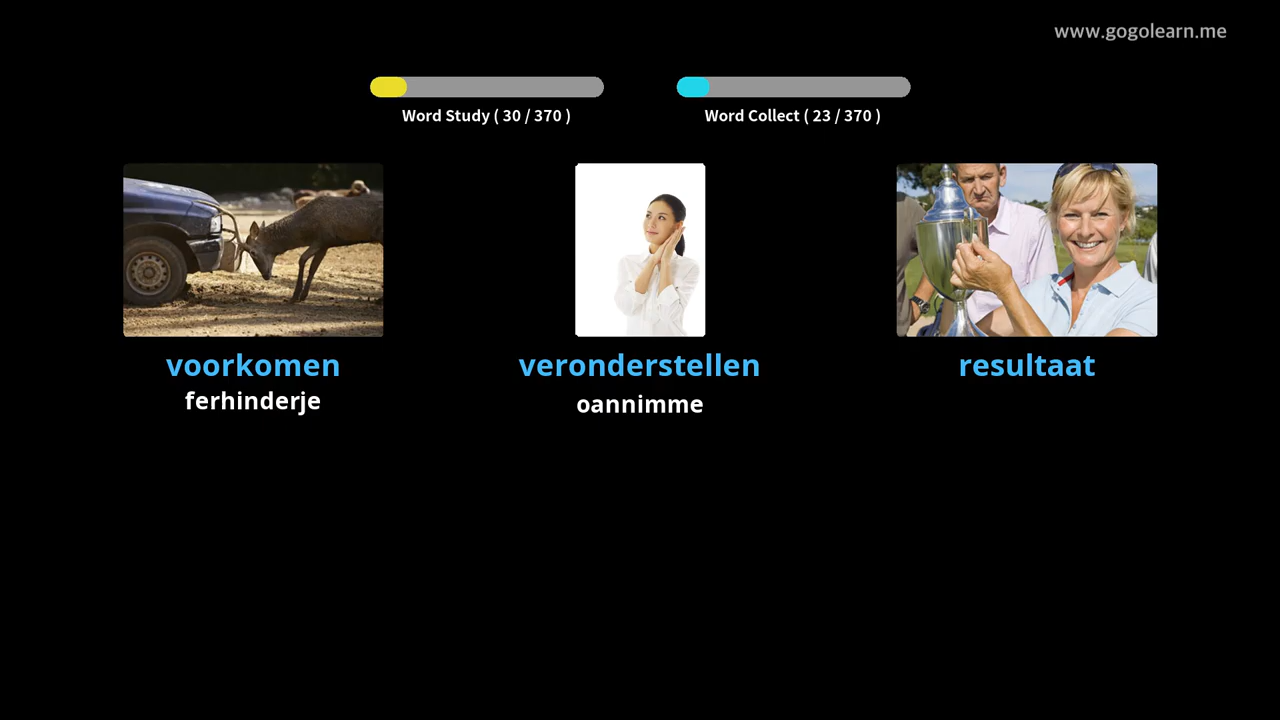 www.gogolearn.me
Word Study ( 30 / 370 )
Word Collect ( 23 / 370 )
voorkomen
ferhinderje
veronderstellen
oannimme
resultaat